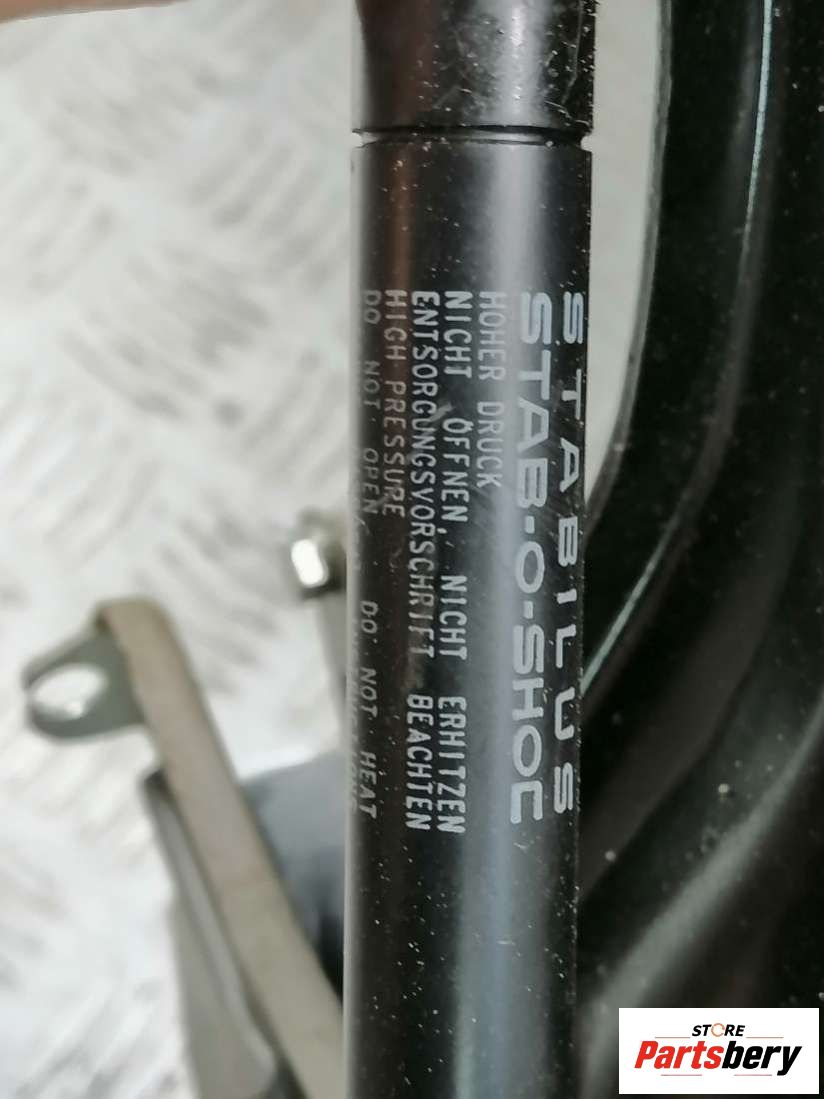 STABILUS
STAB-O-SHOC
HOHER DRUCK
NICHT ÖFFNEN, NICHT ERHITZEN
ENTSORGUNGSVORSCHRIFT BEACHTEN
HIGH PRESSURE
DO NOT OPEN, DO NOT HEAT
STORE
Partsbery